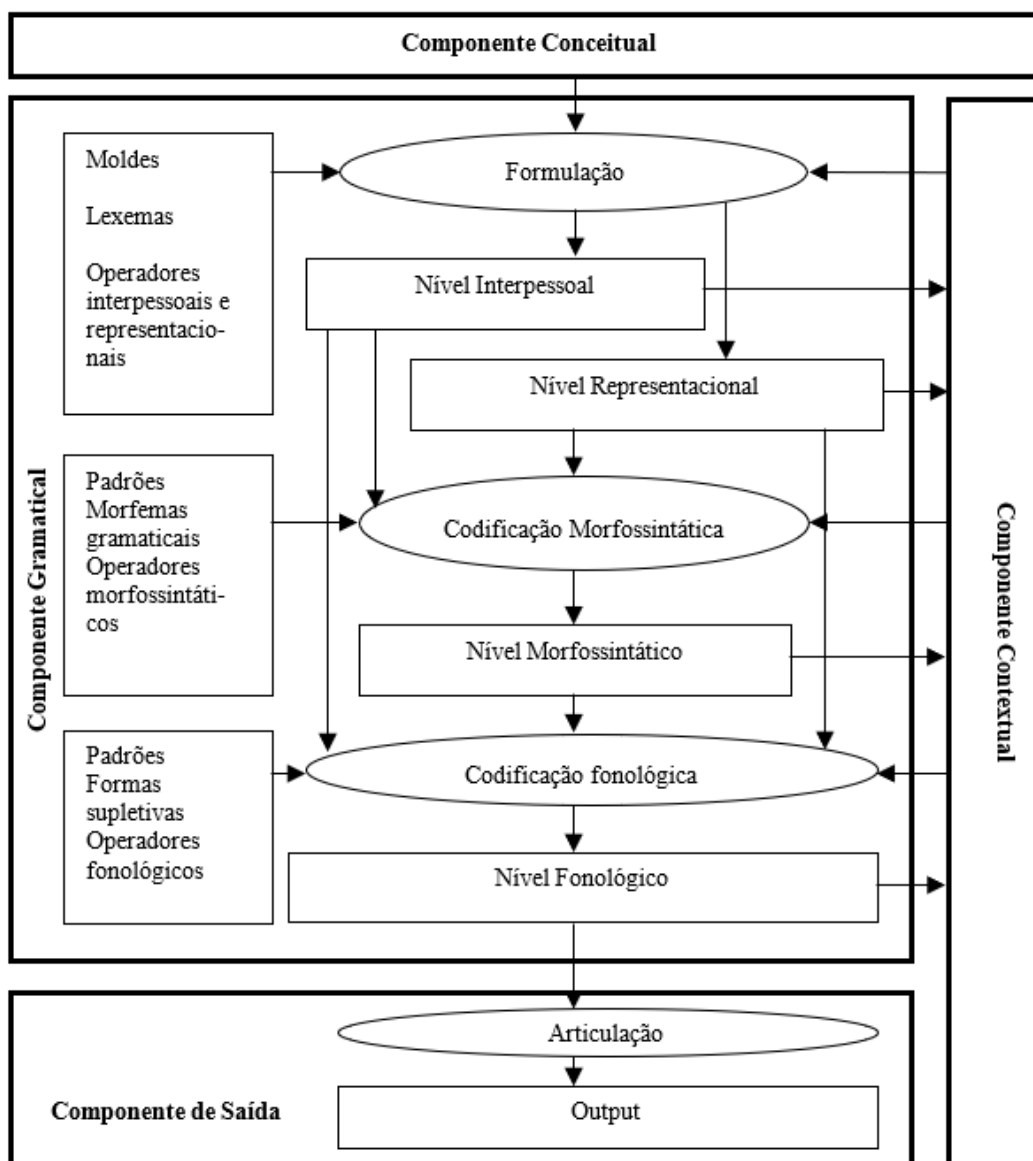 Componente Conceitual
Moldes
Lexemas
Operadores
interpessoais e
representacio-
nais
Formulação
Nível Interpessoal
Nível Representacional
Componente Gramatical
Padrões
Morfemas
gramaticais
Operadores
morfossintáti-
cos
Codificação Morfossintática
Nível Morfossintático
Componente Contextual
Padrões
Formas
supletivas
Operadores
fonológicos
Codificação fonológica
Nível Fonológico
Articulação
Componente de Saída
Output